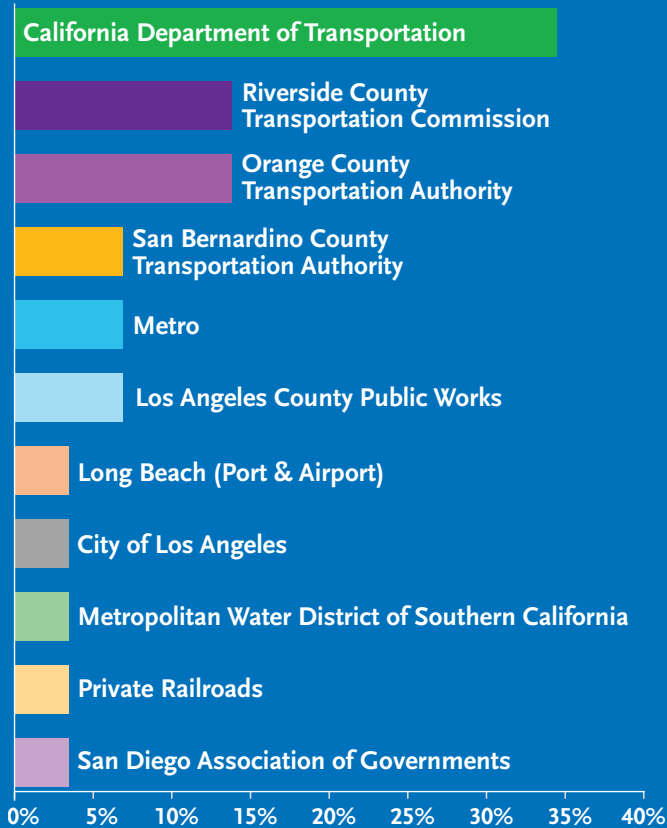 California Department of Transportation
Riverside County
Transportation Commission
Orange County
Transportation Authority
San Bernardino County
Transportation Authority
Metro
Los Angeles County Public Works
Long Beach (Port & Airport)
City of Los Angeles
Metropolitan Water District of Southern California
Private Railroads
San Diego Association of Governments
0% 5% 10% 15% 20% 25% 30% 35% 40%